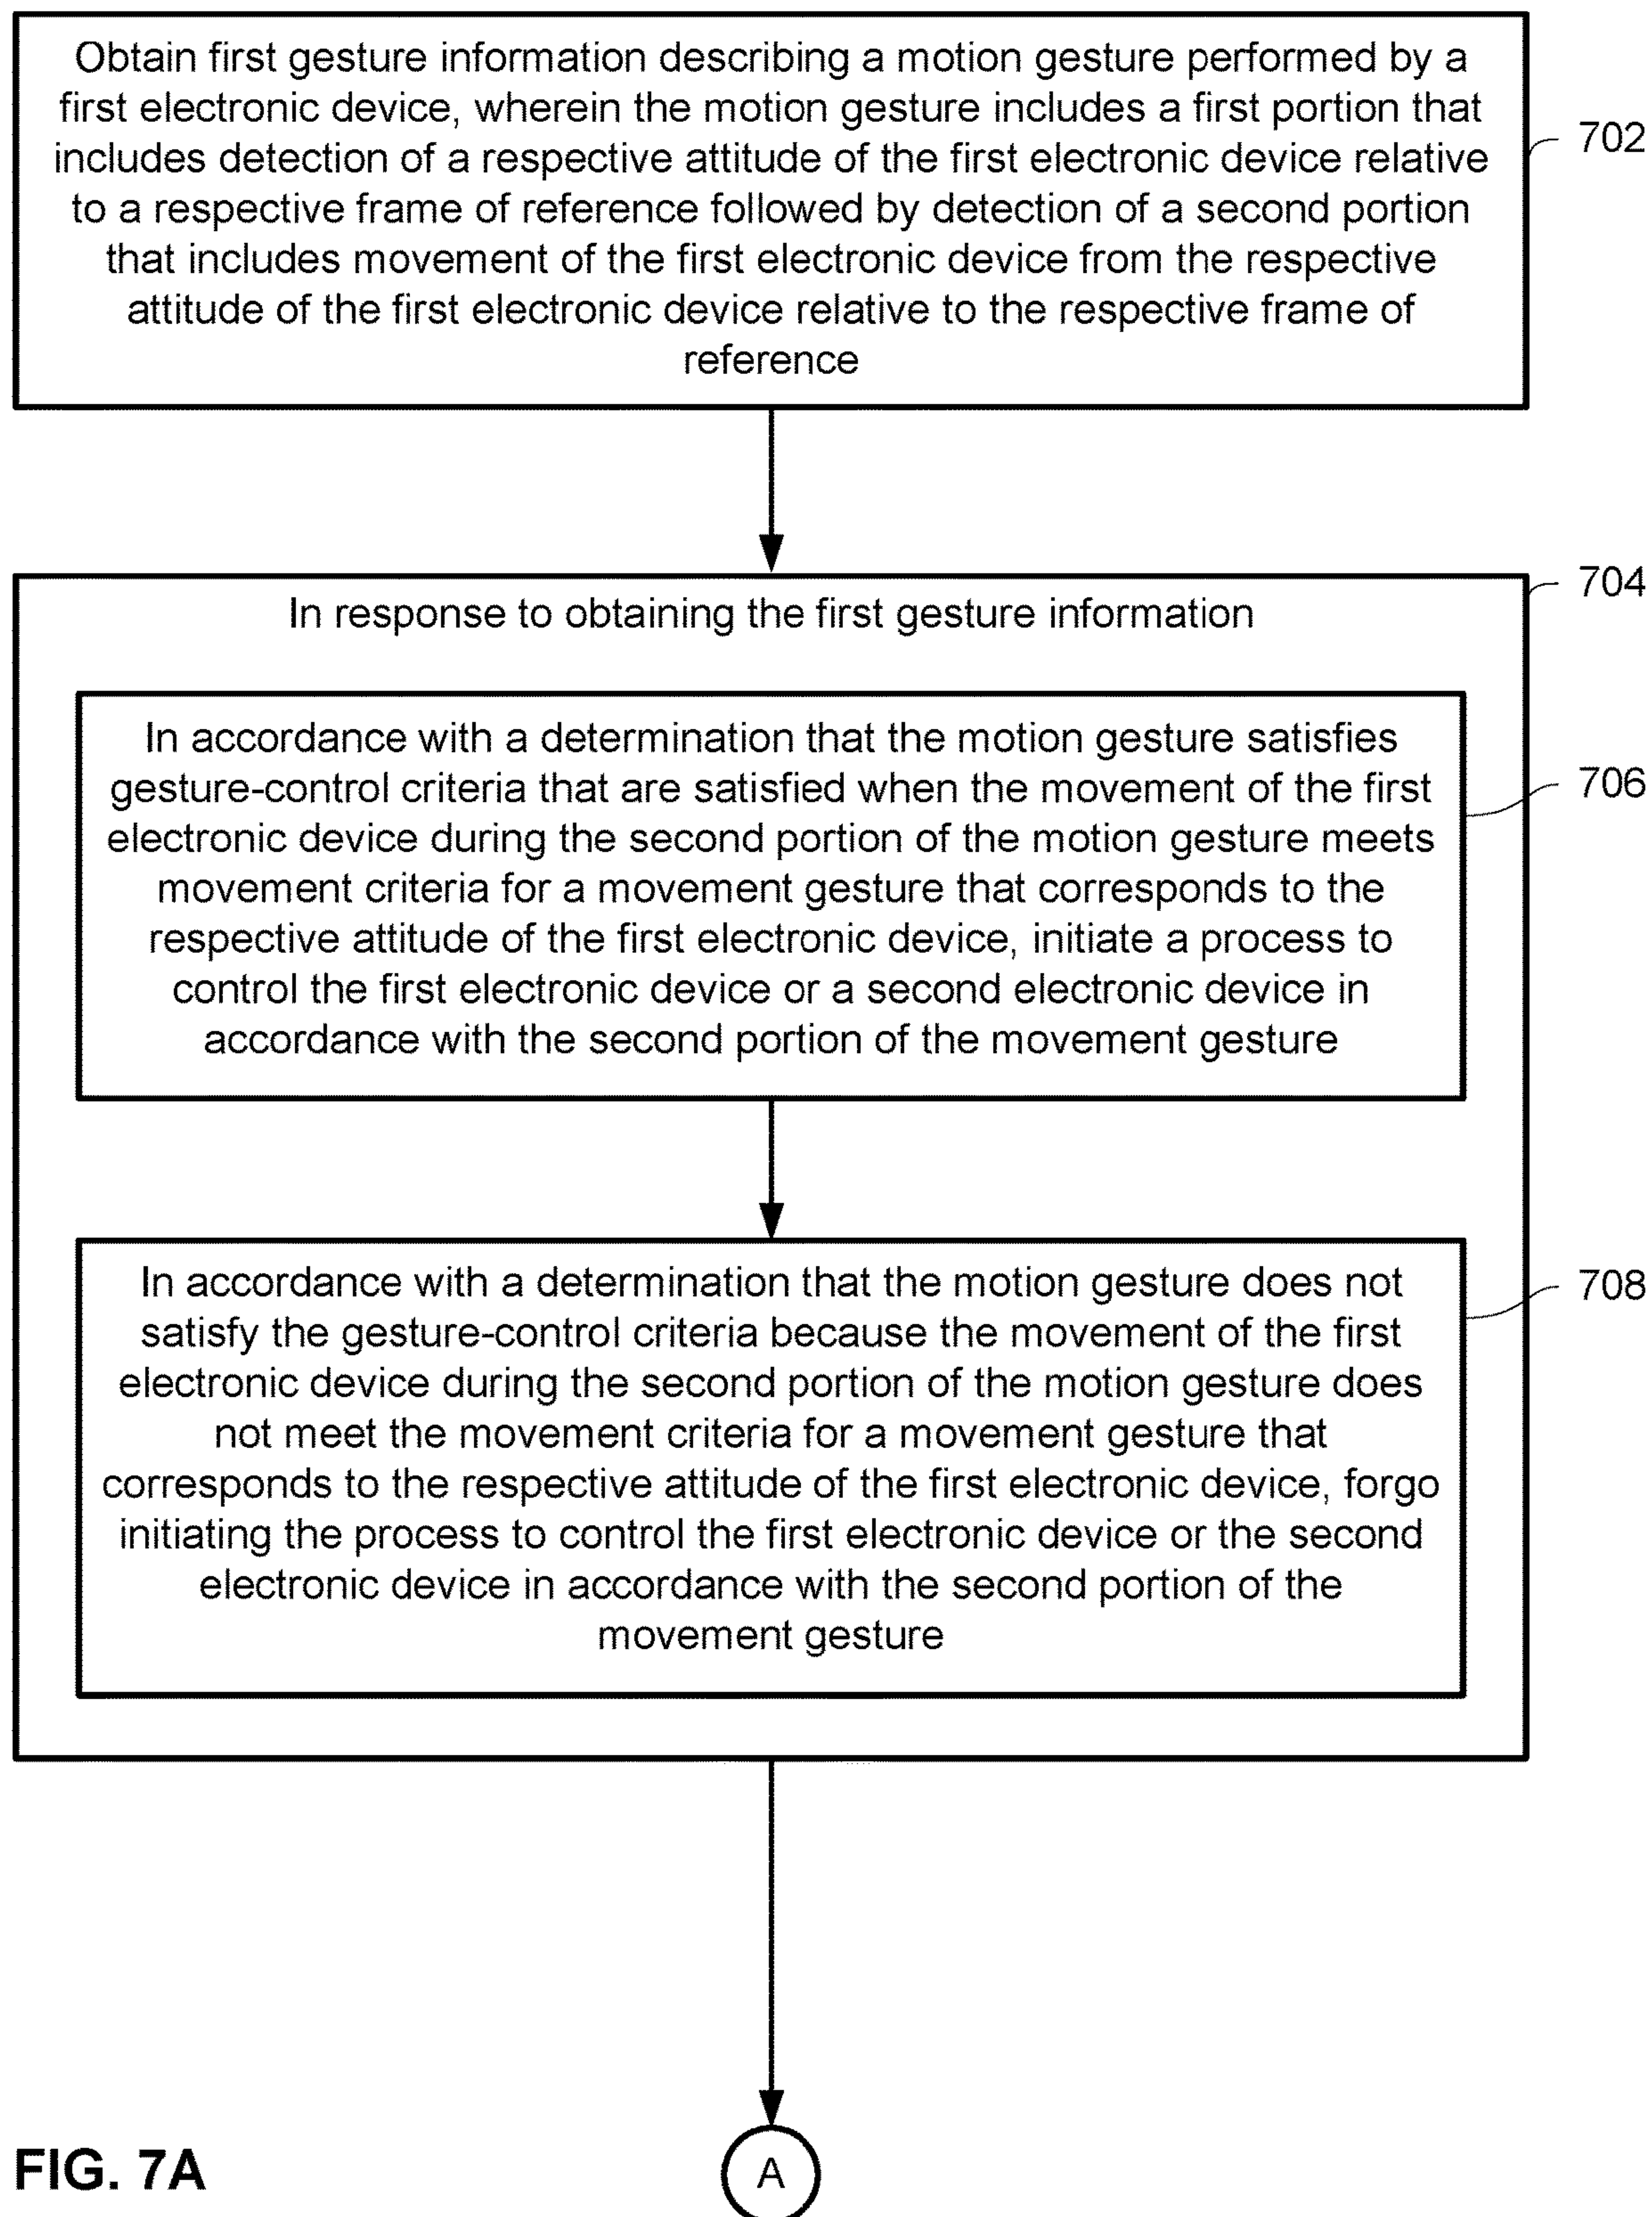 Obtain first gesture information describing a motion gesture performed by a
first electronic device, wherein the motion gesture includes a first portion that
includes detection of a respective attitude of the first electronic device relative
to a respective frame of reference followed by detection of a second portion
that includes movement of the first electronic device from the respective
attitude of the first electronic device relative to the respective frame of
reference
702
704
In response to obtaining the first gesture information
In accordance with a determination that the motion gesture satisfies
gesture-control criteria that are satisfied when the movement of the first
electronic device during the second portion of the motion gesture meets
movement criteria for a movement gesture that corresponds to the
respective attitude of the first electronic device, initiate a process to
control the first electronic device or a second electronic device in
accordance with the second portion of the movement gesture
706
In accordance with a determination that the motion gesture does not
satisfy the gesture-control criteria because the movement of the first
electronic device during the second portion of the motion gesture does
not meet the movement criteria for a movement gesture that
corresponds to the respective attitude of the first electronic device, forgo
initiating the process to control the first electronic device or the second
electronic device in accordance with the second portion of the
movement gesture
708
FIG. 7A
A